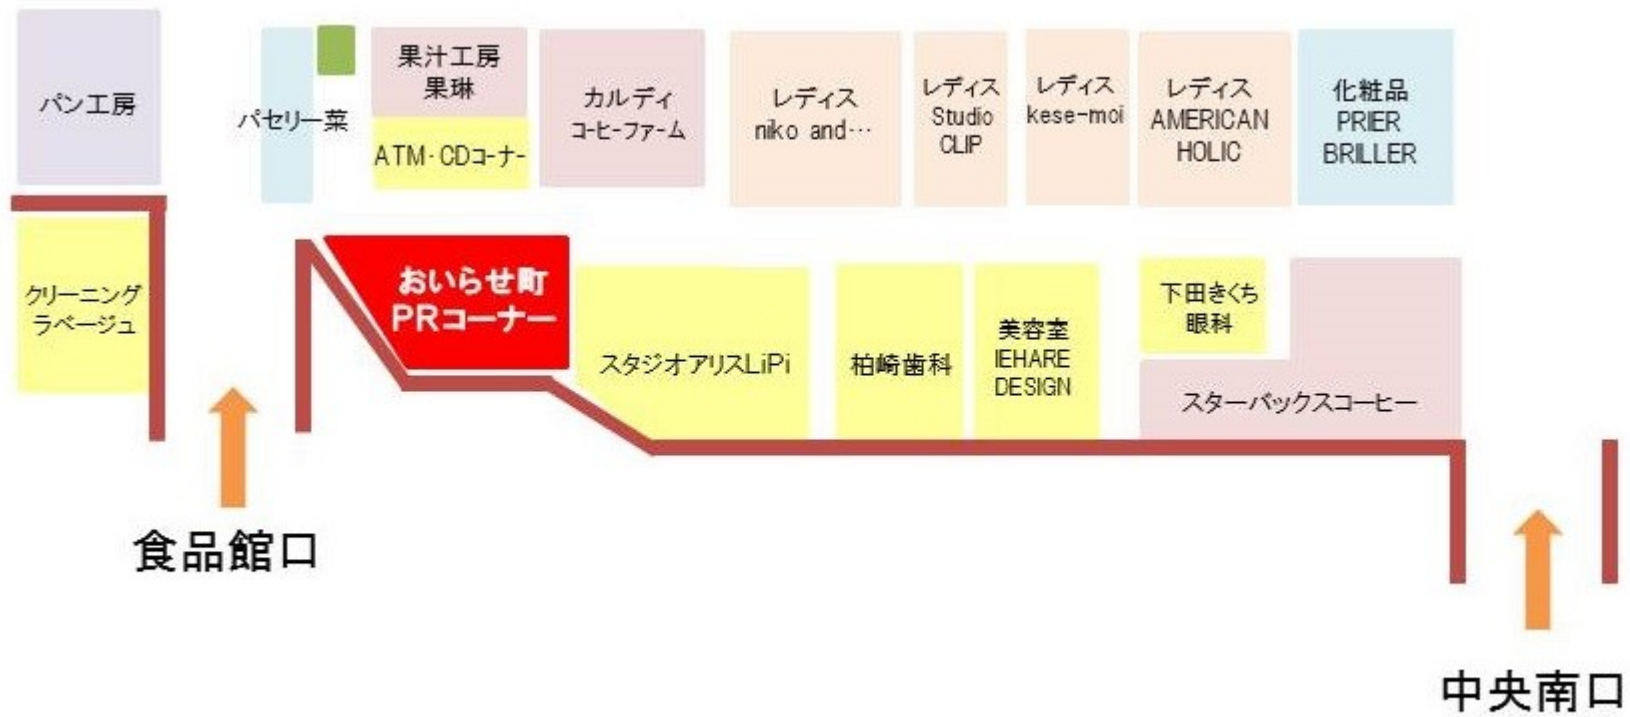 パン工房
パセリー菜
果汁工房
果琳
ATM・CDコーナー
カルディ
コーヒーファーム
レディス
niko and…
レディス
Studio
CLIP
レディス
kese-moi
レディス
AMERICAN
HOLIC
化粧品
PRIER
BRILLER
クリーニング
ラベージュ
おいらせ町
PRコーナー
スタジオアリスLiPi
柏崎歯科
美容室
IEHARE
DESIGN
下田きくち
眼科
スターバックスコーヒー
食品館口
中央南口